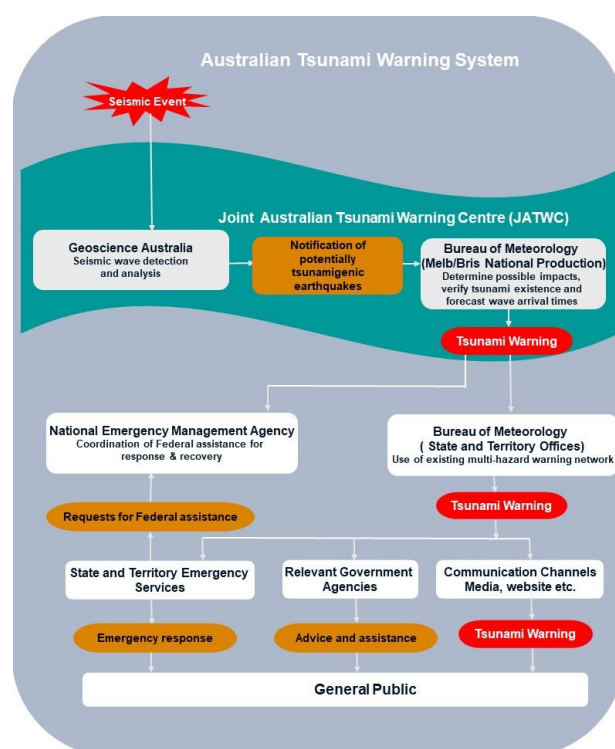 Australian Tsunami Warning System
Seismic Event
Joint Australian Tsunami Warning Centre (JATWC)
Geoscience Australia
Seismic wave detection
and analysis
Notification of
potentially
tsunamigenic
earthquakes
Bureau of Meteorology
(Melb/Bris National Production)
Determine possible impacts,
verify tsunami existence and
forecast wave arrival times
Tsunami Warning
National Emergency Management Agency
Coordination of Federal assistance for
response & recovery
Bureau of Meteorology
( State and Territory Offices)
Use of existing multi-hazard warning network
Requests for Federal assistance
Tsunami Warning
State and Territory Emergency
Services
Relevant Government
Agencies
Communication Channels
Media, website etc.
Emergency response
Advice and assistance
Tsunami Warning
General Public